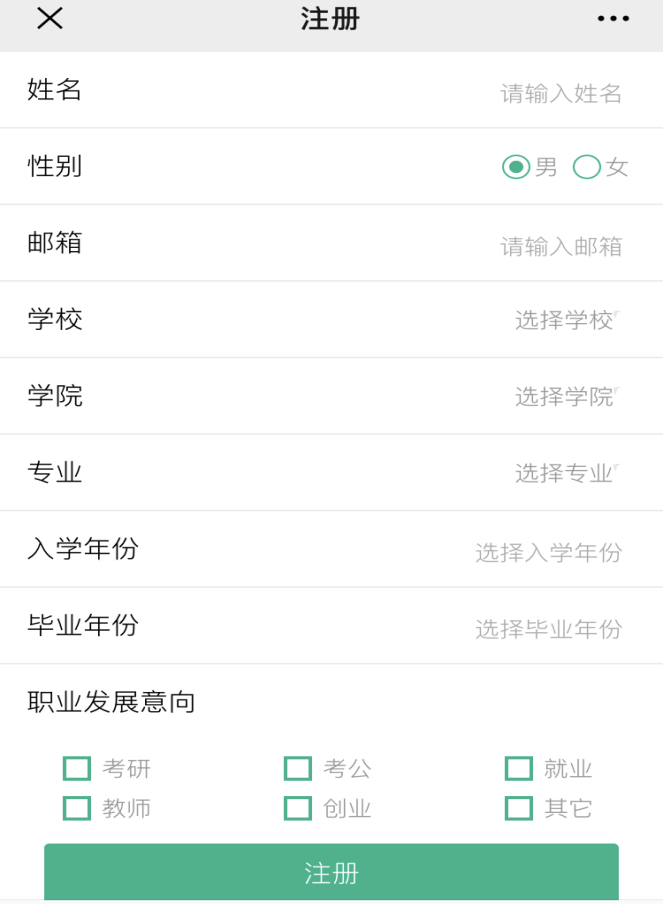 注册
姓名 请输入姓名
性别 男 女
邮箱 请输入邮箱
学校 选择学校
学院 选择学院
专业 选择专业
入学年份 选择入学年份
毕业年份 选择毕业年份
职业发展意向
考研 考公 就业
教师 创业 其它
注册